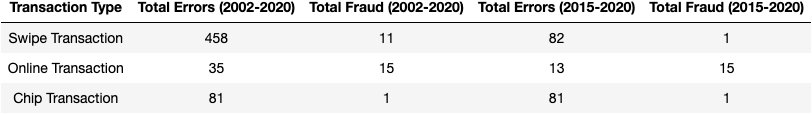 Transaction Type Total Errors (2002-2020) Total Fraud (2002-2020) Total Errors (2015-2020) Total Fraud (2015-2020)
Swipe Transaction 458 11 82 1
Online Transaction 35 15 13 15
Chip Transaction 81 1 81 1